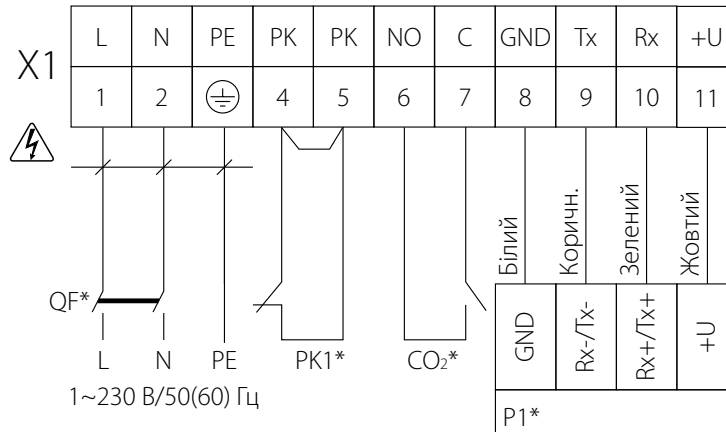 X1
L N PE PK PK NO C GND Tx Rx +U
1 2 4 5 6 7 8 9 10 11
Білий
Коричн.
Зелений
Жовтий
QF*
L N PE PK1* CO₂*
GND
Rx-/Tx-
Rx+/Tx+
+U
1~230 В/50(60) Гц
P1*